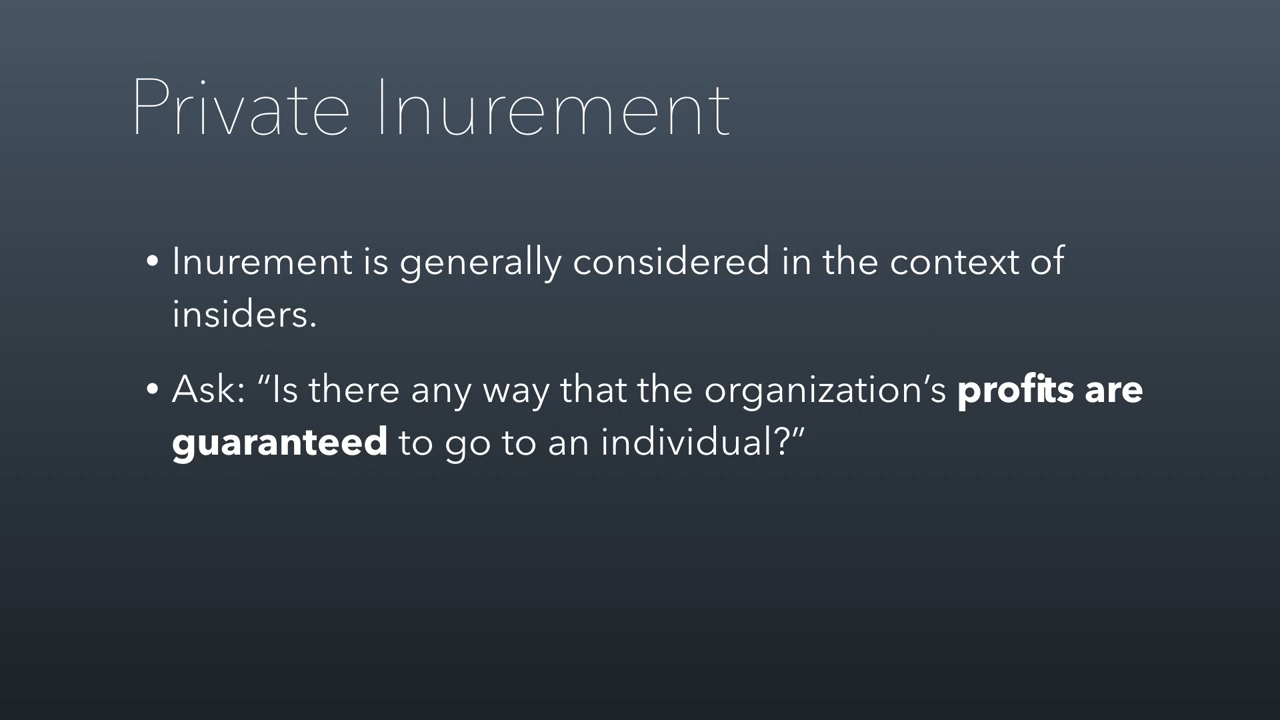 Private Inurement
• Inurement is generally considered in the context of
insiders.
• Ask: “Is there any way that the organization’s profits are
guaranteed to go to an individual?”